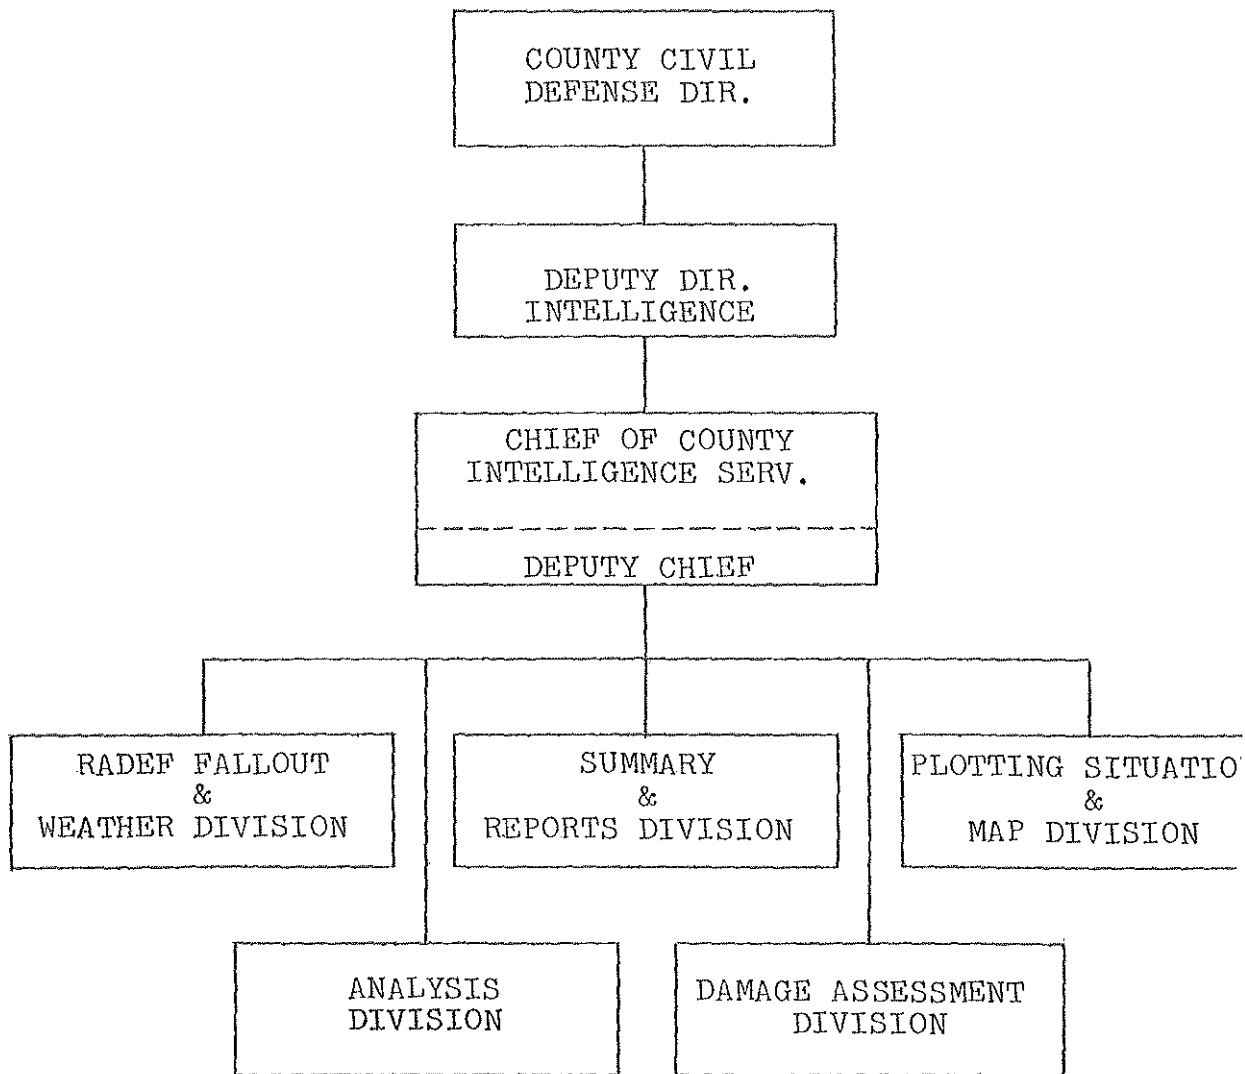 COUNTY CIVIL
DEFENSE DIR.
DEPUTY DIR.
INTELLIGENCE
CHIEF OF COUNTY
INTELLIGENCE SERV.
DEPUTY CHIEF
RADEF FALLOUT
&
WEATHER DIVISION
SUMMARY
&
REPORTS DIVISION
PLOTTING SITUATIO
&
MAP DIVISION
ANALYSIS
DIVISION
DAMAGE ASSESSMENT
DIVISION